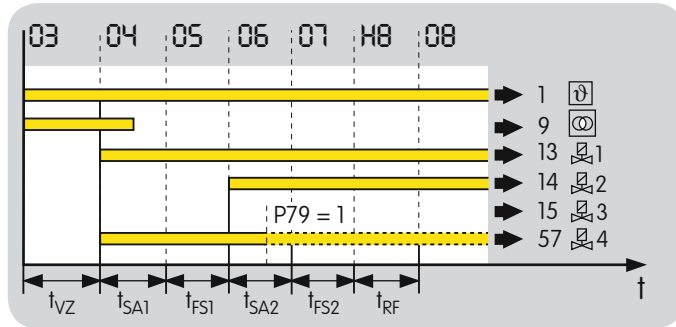 03 04 05 06 07 H8 08
1 ϑ
9
13 1
14 2
P79 = 1
15 3
57 4
t
tVZ tSA1 tFS1 tSA2 tFS2 tRF